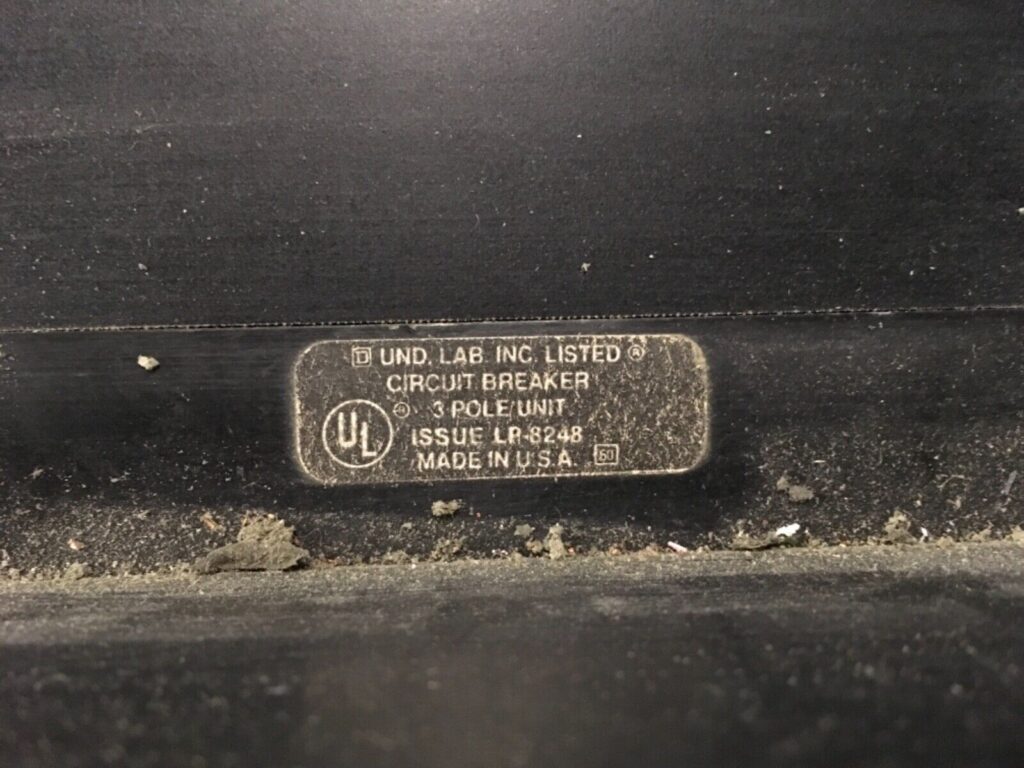 D UND. LAB. INC. LISTED ®
CIRCUIT BREAKER
UL ® 3 POLE UNIT
ISSUE LP-8248
MADE IN U.S.A. 60